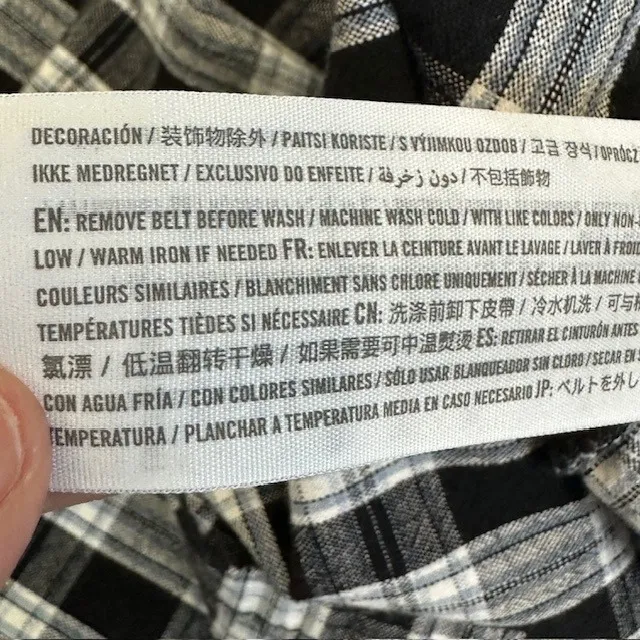 DECORACIÓN / 装饰物除外 / PAITSI KORISTE / S VÝJIMKOU OZDOB / 고급 장식 / OPRÓCZ
IKKE MEDREGNET / EXCLUSIVO DO ENFEITE / دون زخرفة / 不包括飾物
EN: REMOVE BELT BEFORE WASH / MACHINE WASH COLD / WITH LIKE COLORS / ONLY NON-
LOW / WARM IRON IF NEEDED FR: ENLEVER LA CEINTURE AVANT LE LAVAGE / LAVER À FROID
COULEURS SIMILAIRES / BLANCHIMENT SANS CHLORE UNIQUEMENT / SÉCHER À LA MACHINE
TEMPÉRATURES TIÈDES SI NÉCESSAIRE CN: 洗涤前卸下皮带 / 冷水机洗 / 可与
氯漂 / 低温翻转干燥 / 如果需要可中温熨烫 ES: RETIRAR EL CINTURÓN ANTES
CON AGUA FRÍA / CON COLORES SIMILARES / SÓLO USAR BLANQUEADOR SIN CLORO / SECAR EN
TEMPERATURA / PLANCHAR A TEMPERATURA MEDIA EN CASO NECESARIO JP: ベルトを外し